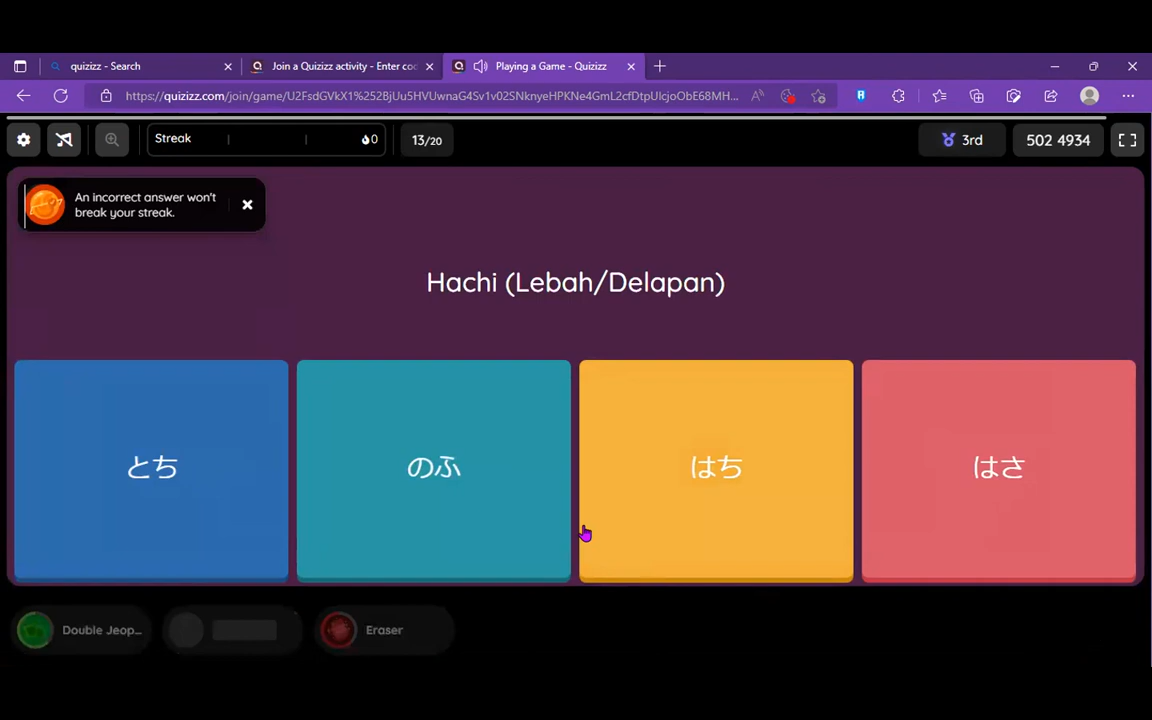 quizizz - Search
Join a Quizizz activity - Enter coc
Playing a Game - Quizizz
https://quizizz.com/join/game/U2FsdGVkX1%252BjUu5HVUwnaG4Sv1v02SNknyeHPKNe4GmL2cfDtpUlcjoObE68MH...
Streak
0
13/20
3rd
502 4934
An incorrect answer won't
break your streak.
Hachi (Lebah/Delapan)
とち
のふ
はち
はさ
Double Jeop...
Eraser